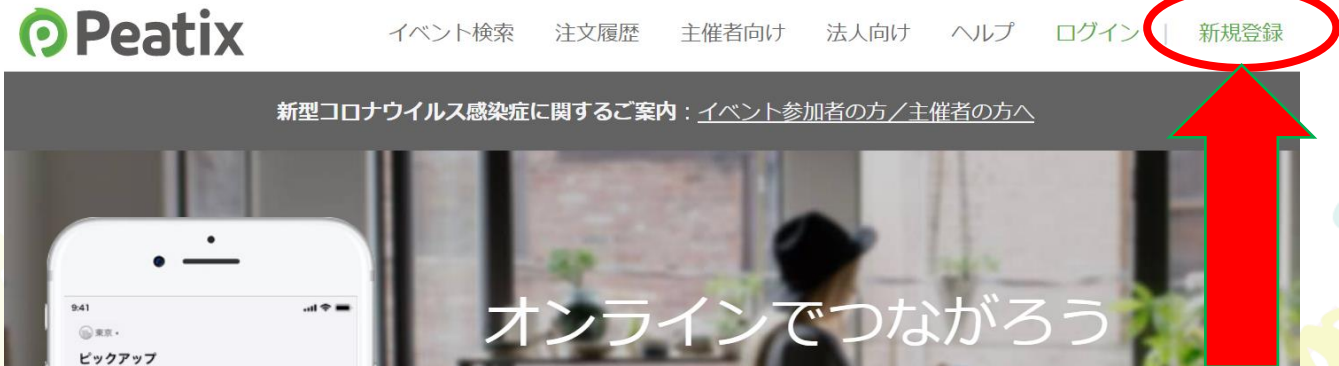 Peatix
イベント検索 注文履歴 主催者向け 法人向け ヘルプ ログイン | 新規登録
新型コロナウイルス感染症に関するご案内：イベント参加者の方／主催者の方へ
オンラインでつながろう
9:41
東京
ピックアップ